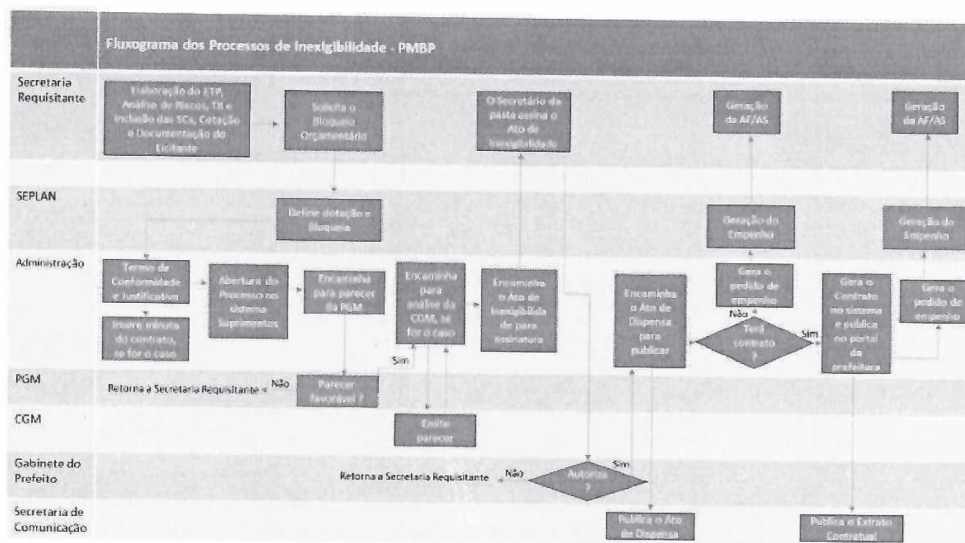 Fluxograma dos Processos de Inexigibilidade - PMBP
Secretaria
Requisitante
Elaboração do ETP,
Análise de Riscos, TR e
Inclusão das SCs, Cotação
e Documentação do
Licitante
Solicita o
Bloqueio
Orçamentário
O Secretário da
pasta assina o
Ato de
Inexigibilidade
Geração
da AF/AS
Geração
da AF/AS
SEPLAN
Define dotação e
Bloqueia
Geração do
Empenho
Geração do
Empenho
Administração
Termo de
Conformidade
e Justificativa
Insere minuta
do contrato,
se for o caso
Abertura do
Processo no
sistema
Suprimentos
Encaminha
para parecer
da PGM
Encaminha
para
análise da
CGM, se
for o caso
Encaminha
o Ato de
Inexigibilida
de para
assinatura
Encaminha
o Ato de
Dispensa
para
publicar
Gera o
pedido de
empenho
Não
Terá
contrato
?
Sim
Gera o
Contrato
no sistema
e publica
no portal
da
prefeitura
Gera o
pedido de
empenho
PGM
Retorna a Secretaria Requisitante
Não
Parecer
favorável ?
Sim
CGM
Emite
parecer
Gabinete do
Prefeito
Retorna a Secretaria Requisitante
Não
Autoriza
?
Sim
Secretaria de
Comunicação
Publica o Ato
de Dispensa
Publica o Extrato
Contratual